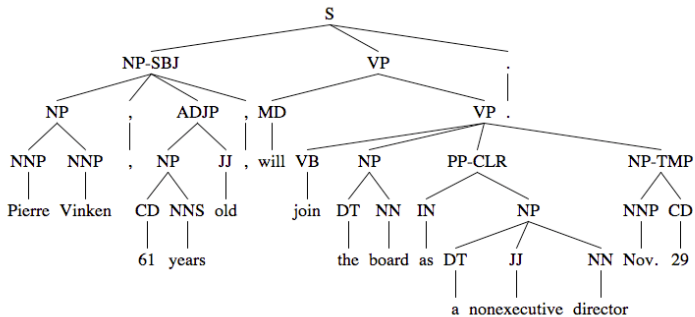 S
NP-SBJ VP .
NP , ADJP , MD VP .
NNP NNP , NP JJ , will VB NP PP-CLR NP-TMP
Pierre Vinken CD NNS old join DT NN IN NP NNP CD
61 years the board as DT JJ NN Nov. 29
a nonexecutive director